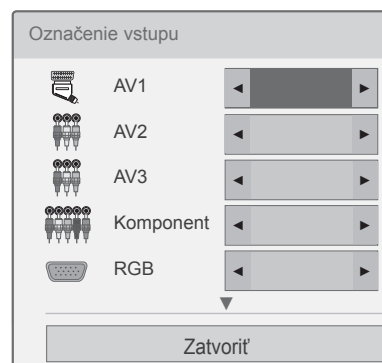 Označenie vstupu
AV1
AV2
AV3
Komponent
RGB
Zatvoriť